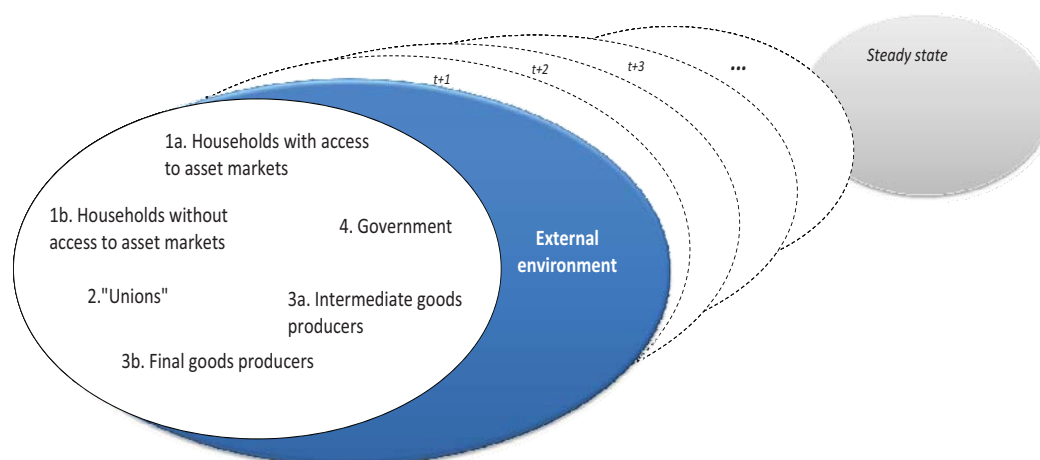 Steady state
t+1
t+2
t+3
...
1a. Households with access
to asset markets
1b. Households without
access to asset markets
4. Government
External
environment
2."Unions"
3a. Intermediate goods
producers
3b. Final goods producers